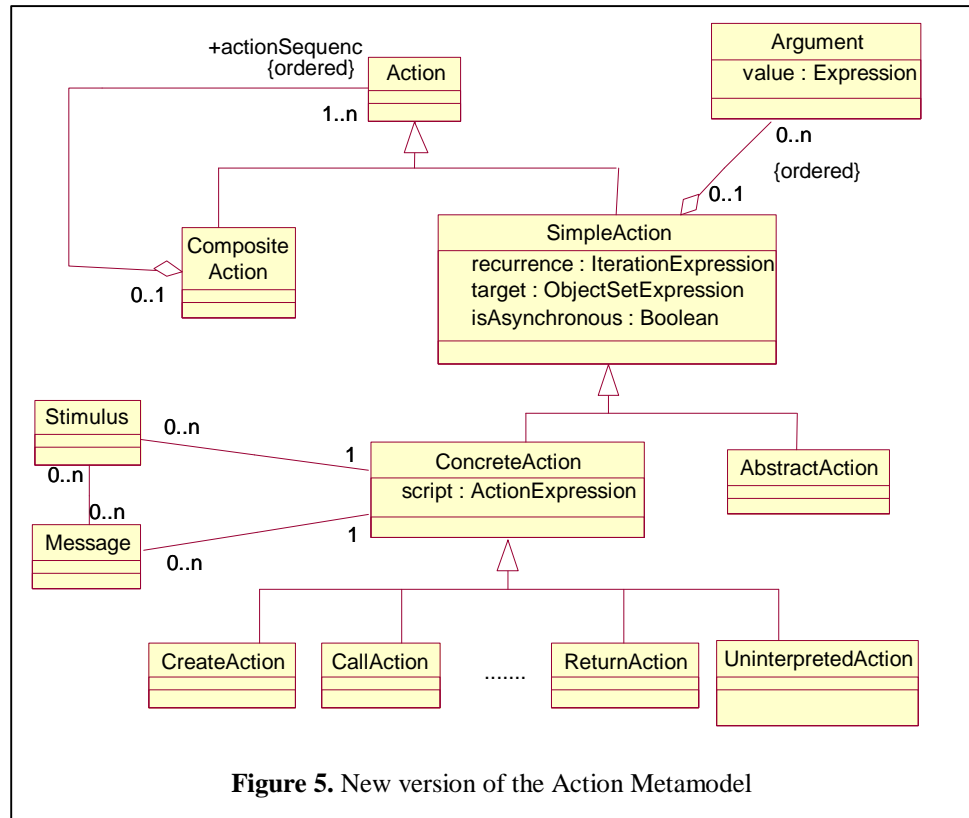 +actionSequenc
{ordered}
Action
1..n
Argument
value : Expression
0..n
{ordered}
0..1
Composite
Action
0..1
SimpleAction
recurrence : IterationExpression
target : ObjectSetExpression
isAsynchronous : Boolean
Stimulus
0..n
1
ConcreteAction
script : ActionExpression
AbstractAction
0..n
0..n
Message
0..n
1
CreateAction
CallAction
.......
ReturnAction
UninterpretedAction
Figure 5. New version of the Action Metamodel